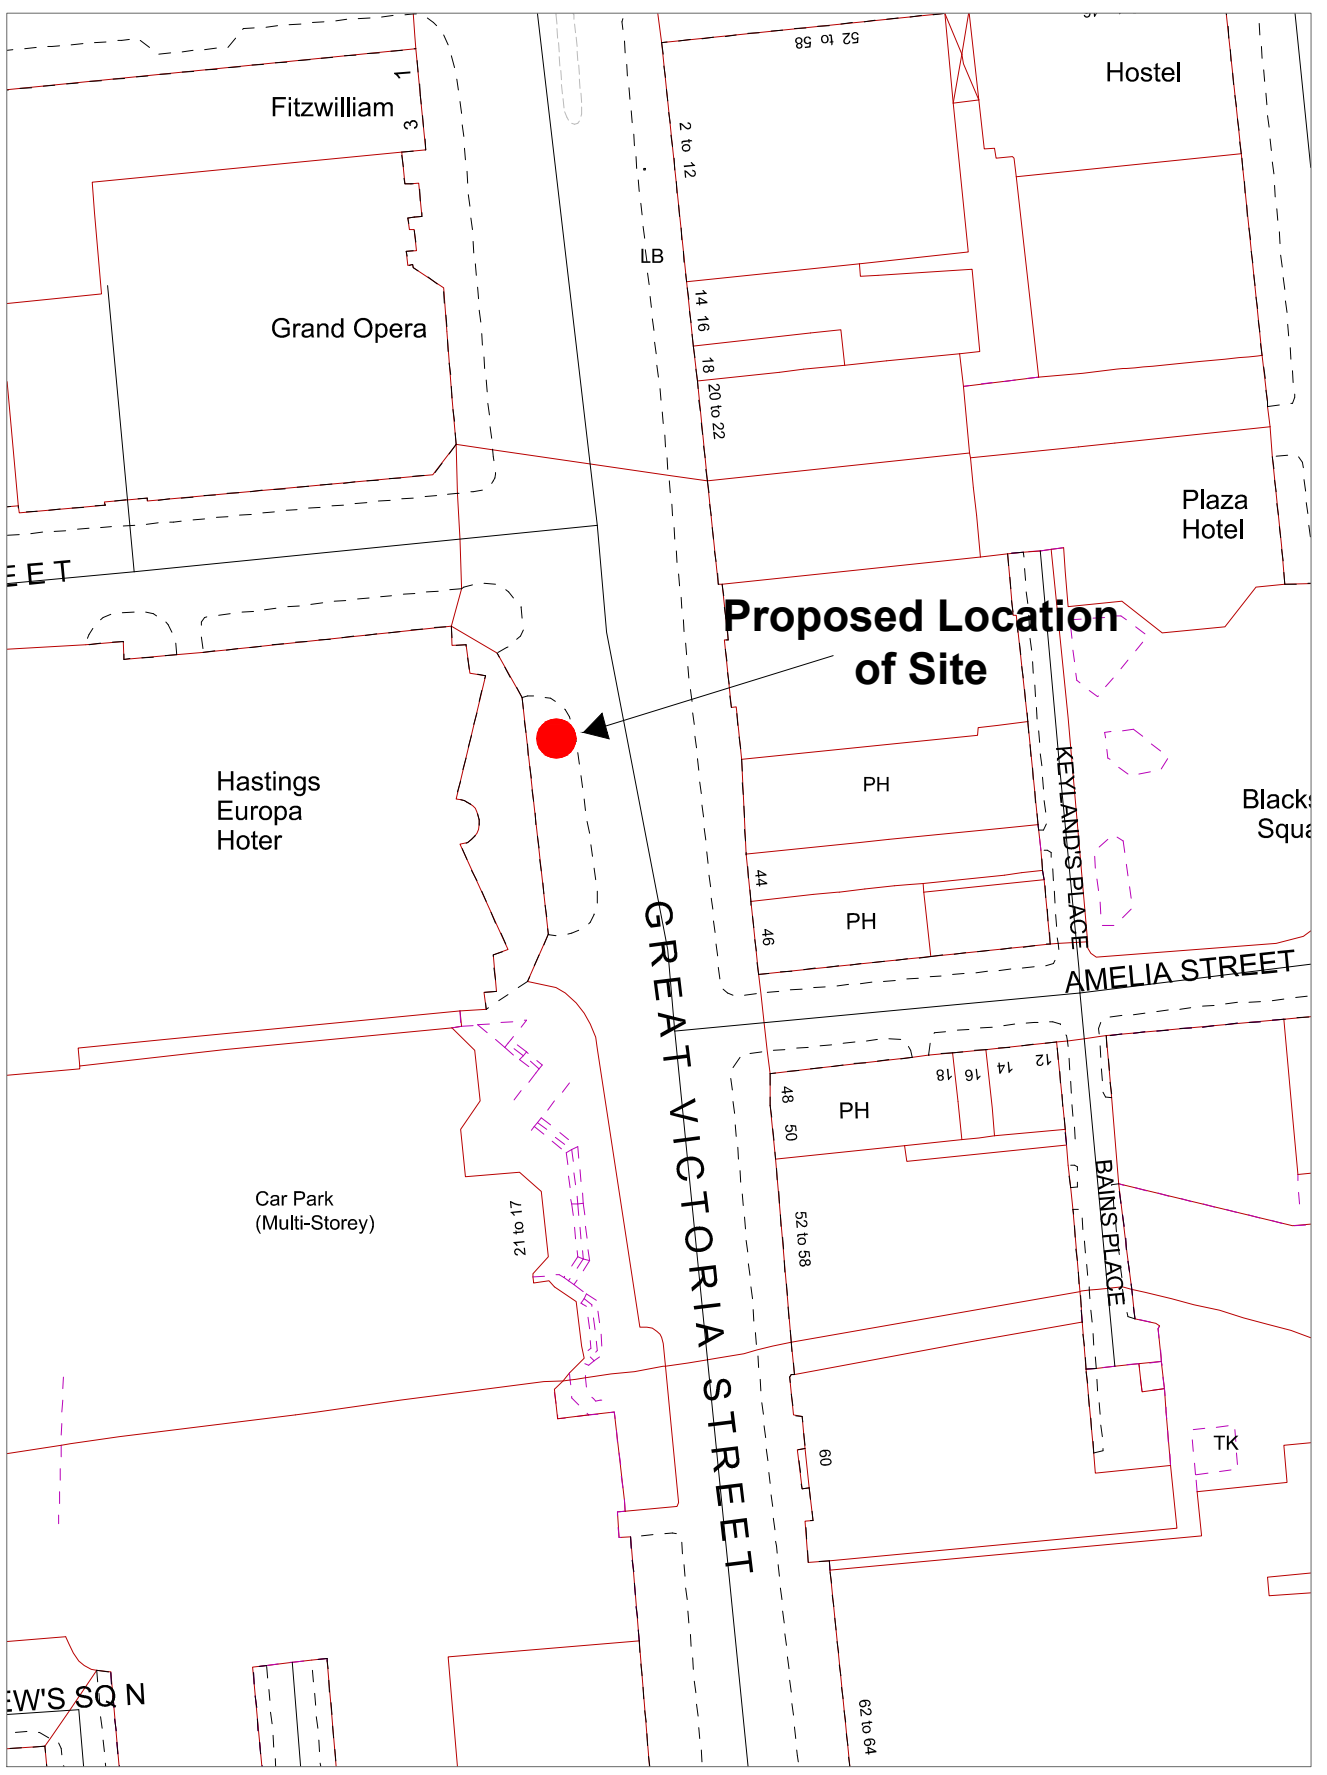 52 to 58
Hostel
Fitzwilliam
1
3
2 to 12
LB
14 16
Grand Opera
18
20 to 22
Plaza
Hotel
EET
Proposed Location
of Site
Hastings
Europa
Hoter
PH
KEYLAND'S PLACE
Blacks
Squa
44
PH
46
GREAT VICTORIA STREET
AMELIA STREET
18
16
14
12
48
50
PH
BAINS PLACE
Car Park
(Multi-Storey)
21 to 17
52 to 58
60
TK
EW'S SQ N
62 to 64